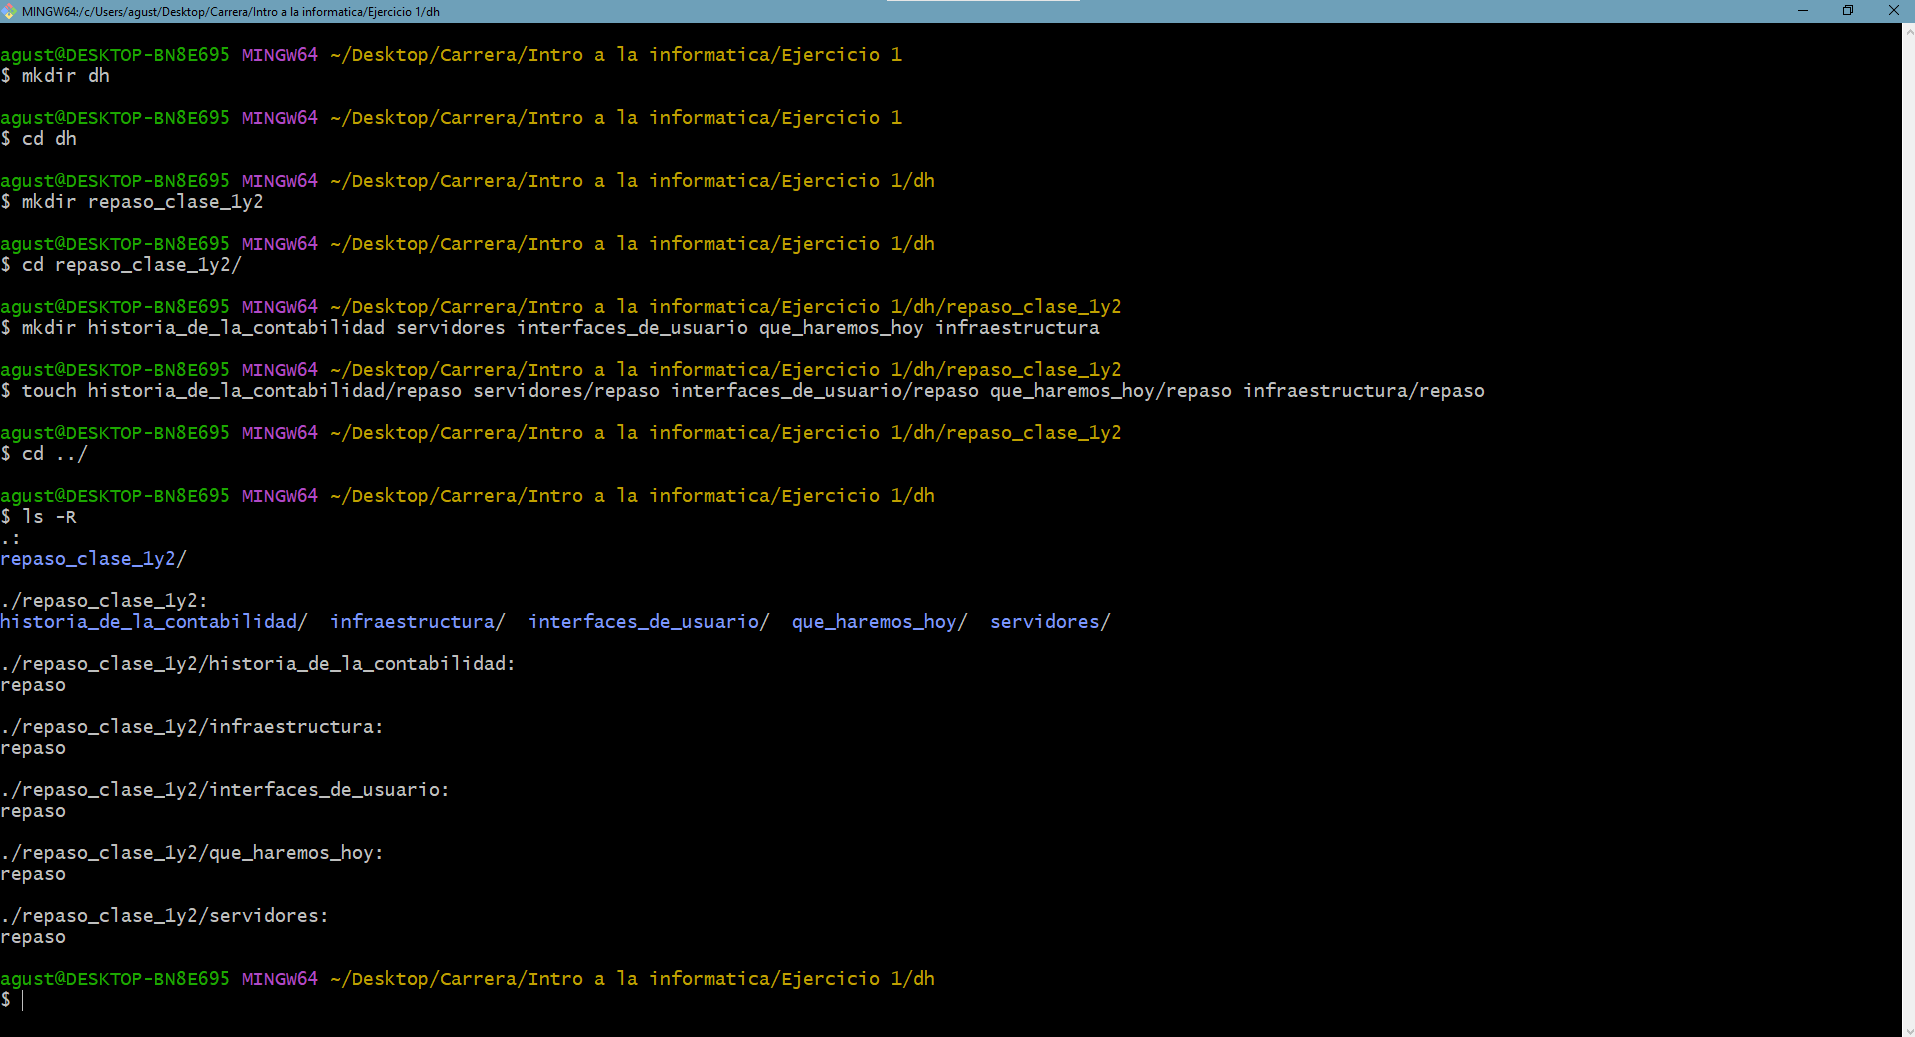 MINGW64:/c/Users/agust/Desktop/Carrera/Intro a la informatica/Ejercicio 1/dh
agust@DESKTOP-BN8E695 MINGW64 ~/Desktop/Carrera/Intro a la informatica/Ejercicio 1
$ mkdir dh
agust@DESKTOP-BN8E695 MINGW64 ~/Desktop/Carrera/Intro a la informatica/Ejercicio 1
$ cd dh
agust@DESKTOP-BN8E695 MINGW64 ~/Desktop/Carrera/Intro a la informatica/Ejercicio 1/dh
$ mkdir repaso_clase_1y2
agust@DESKTOP-BN8E695 MINGW64 ~/Desktop/Carrera/Intro a la informatica/Ejercicio 1/dh
$ cd repaso_clase_1y2/
agust@DESKTOP-BN8E695 MINGW64 ~/Desktop/Carrera/Intro a la informatica/Ejercicio 1/dh/repaso_clase_1y2
$ mkdir historia_de_la_contabilidad servidores interfaces_de_usuario que_haremos_hoy infraestructura
agust@DESKTOP-BN8E695 MINGW64 ~/Desktop/Carrera/Intro a la informatica/Ejercicio 1/dh/repaso_clase_1y2
$ touch historia_de_la_contabilidad/repaso servidores/repaso interfaces_de_usuario/repaso que_haremos_hoy/repaso infraestructura/repaso
agust@DESKTOP-BN8E695 MINGW64 ~/Desktop/Carrera/Intro a la informatica/Ejercicio 1/dh/repaso_clase_1y2
$ cd ../
agust@DESKTOP-BN8E695 MINGW64 ~/Desktop/Carrera/Intro a la informatica/Ejercicio 1/dh
$ ls -R
.:
repaso_clase_1y2/
./repaso_clase_1y2:
historia_de_la_contabilidad/  infraestructura/  interfaces_de_usuario/  que_haremos_hoy/  servidores/
./repaso_clase_1y2/historia_de_la_contabilidad:
repaso
./repaso_clase_1y2/infraestructura:
repaso
./repaso_clase_1y2/interfaces_de_usuario:
repaso
./repaso_clase_1y2/que_haremos_hoy:
repaso
./repaso_clase_1y2/servidores:
repaso
agust@DESKTOP-BN8E695 MINGW64 ~/Desktop/Carrera/Intro a la informatica/Ejercicio 1/dh
$